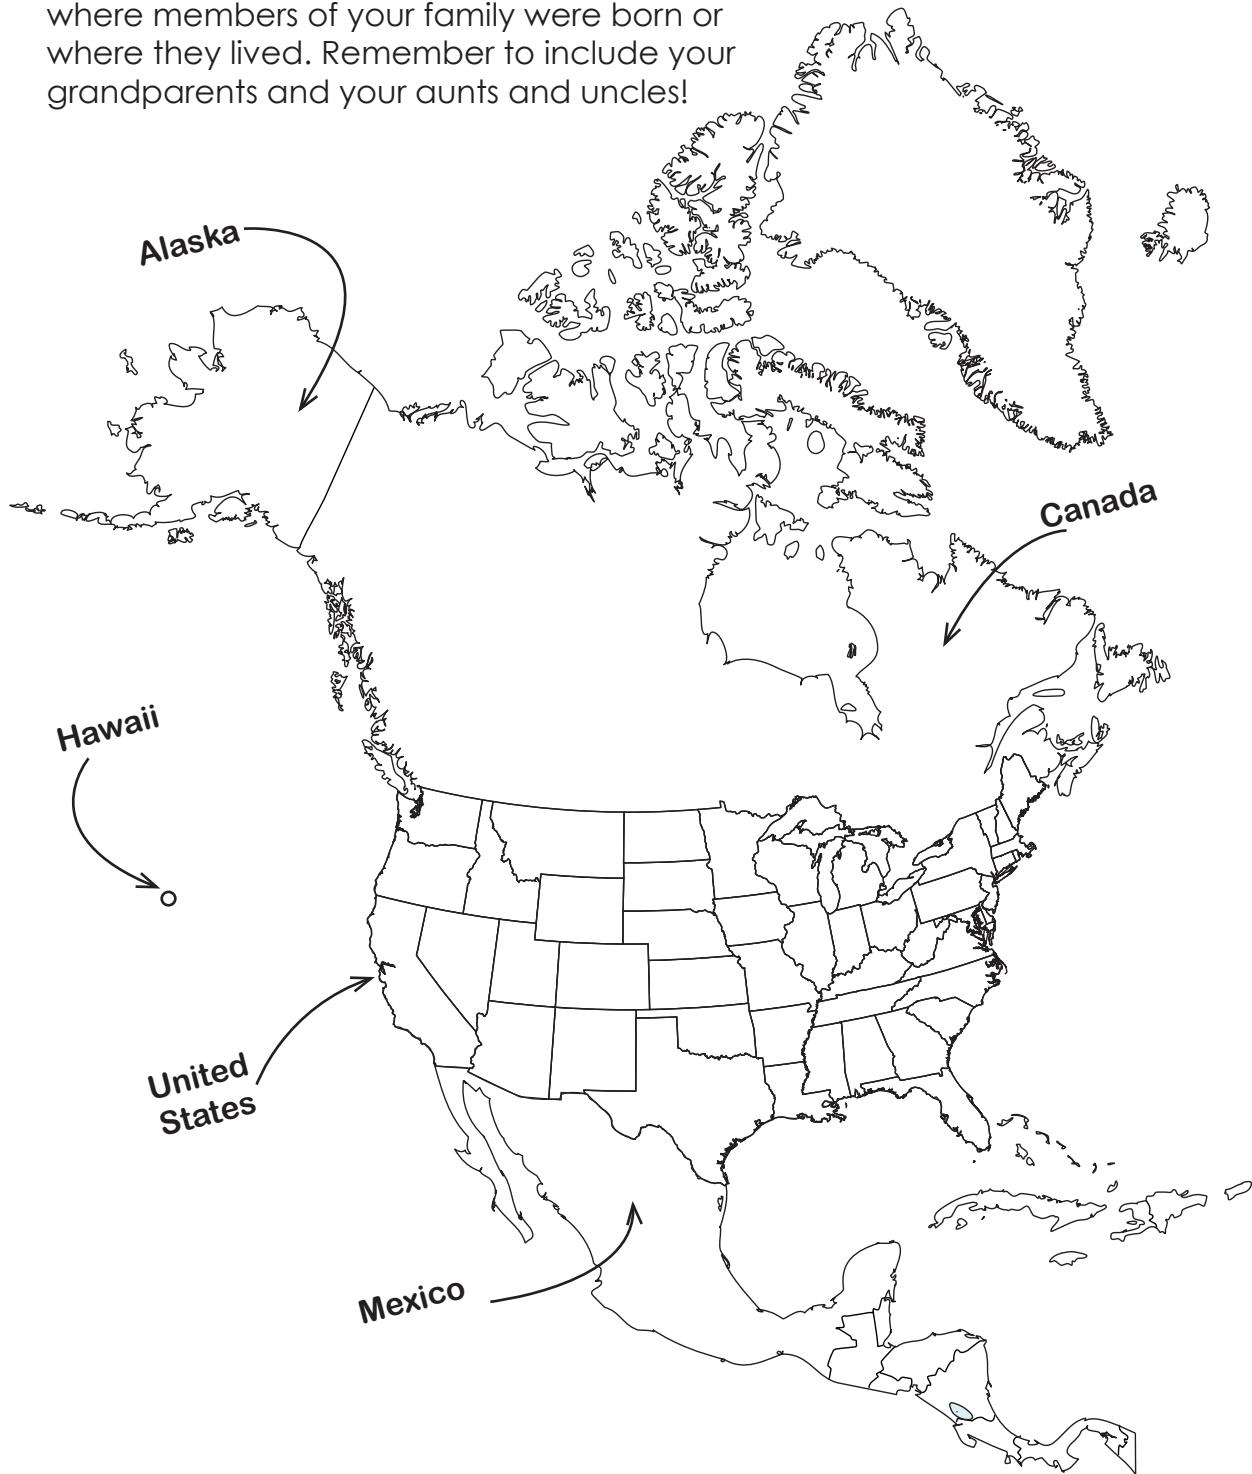 where members of your family were born or
where they lived. Remember to include your
grandparents and your aunts and uncles!
Alaska
Canada
Hawaii
United
States
Mexico